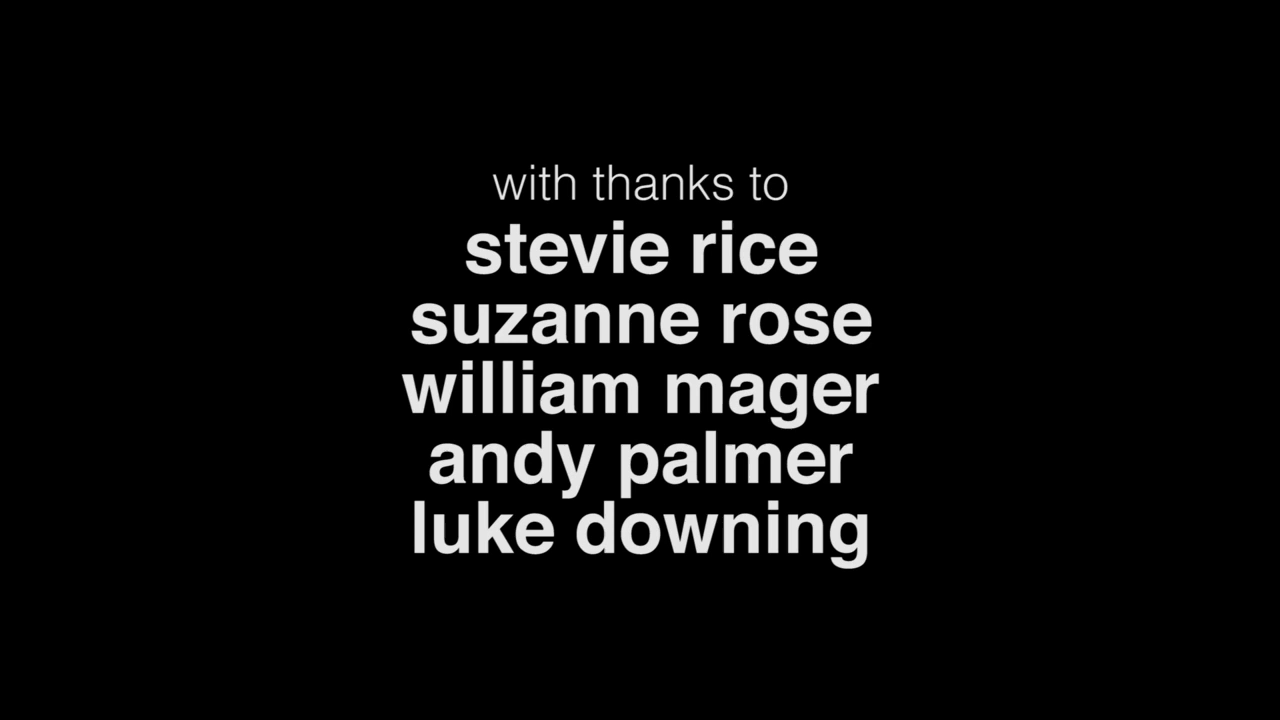 with thanks to
stevie rice
suzanne rose
william mager
andy palmer
luke downing